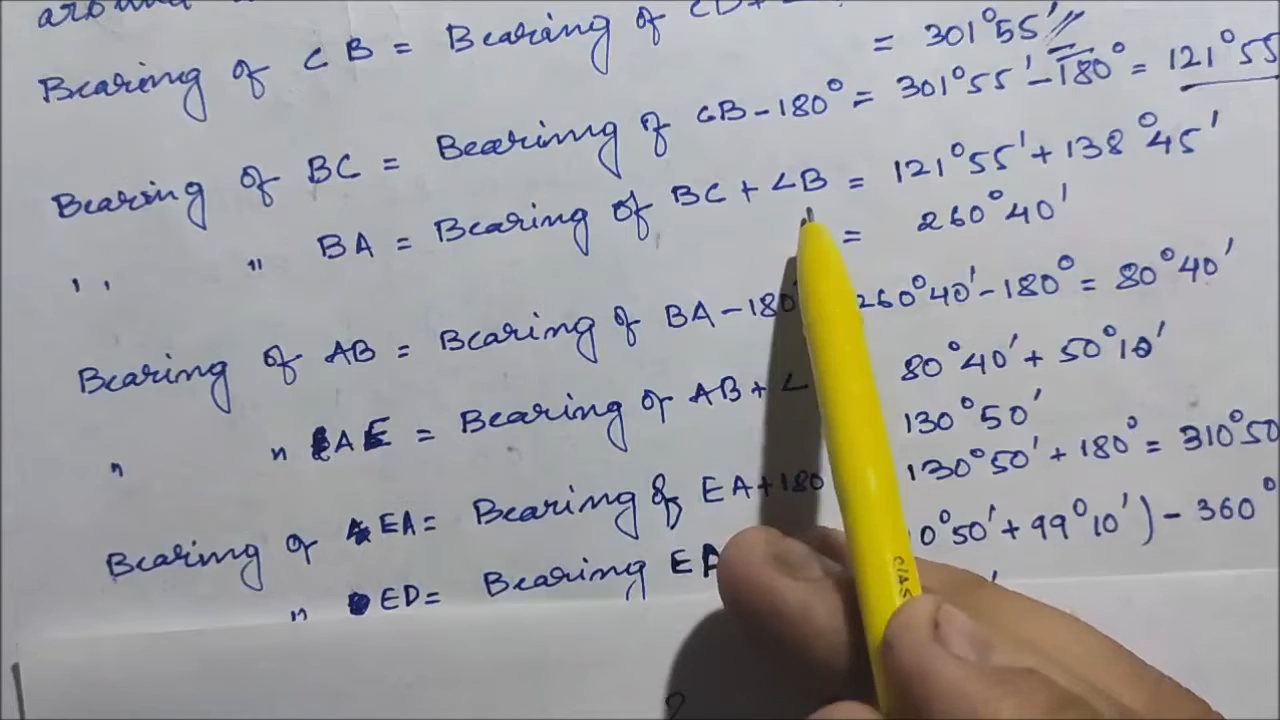 around
Bearing of CB = Bearing of CD+
= 301°55'
Bearing of BC = Bearing of CB-180° = 301°55'-180° = 121°55
,, " BA = Bearing of BC + ∠B = 121°55' + 138°45'
= 260°40'
Bearing of AB = Bearing of BA-180° 260°40'-180° = 80°40'
" " AE = Bearing of AB + ∠ 80°40' + 50°10'
130°50'
Bearing of EA = Bearing of EA+180 130°50' + 180° = 310°50
" ED = Bearing EA 0°50' + 99°10') - 360°